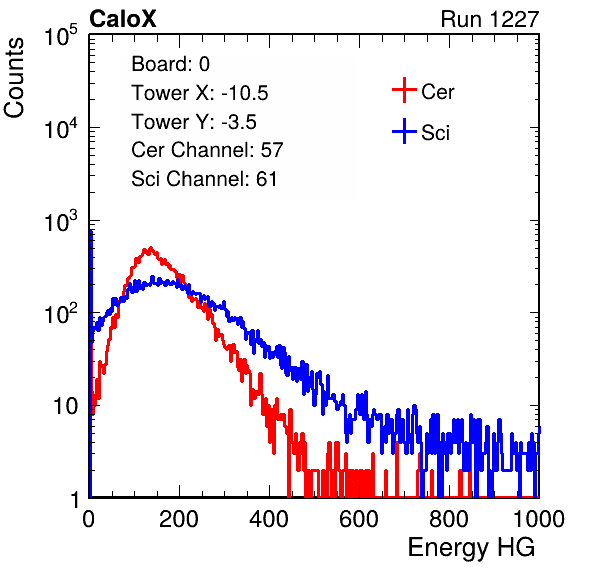 CaloX Run 1227
Counts
Board: 0
Tower X: -10.5
Tower Y: -3.5
Cer Channel: 57
Sci Channel: 61
Cer
Sci
10^5
10^4
10^3
10^2
10
1
0 200 400 600 800 1000
Energy HG